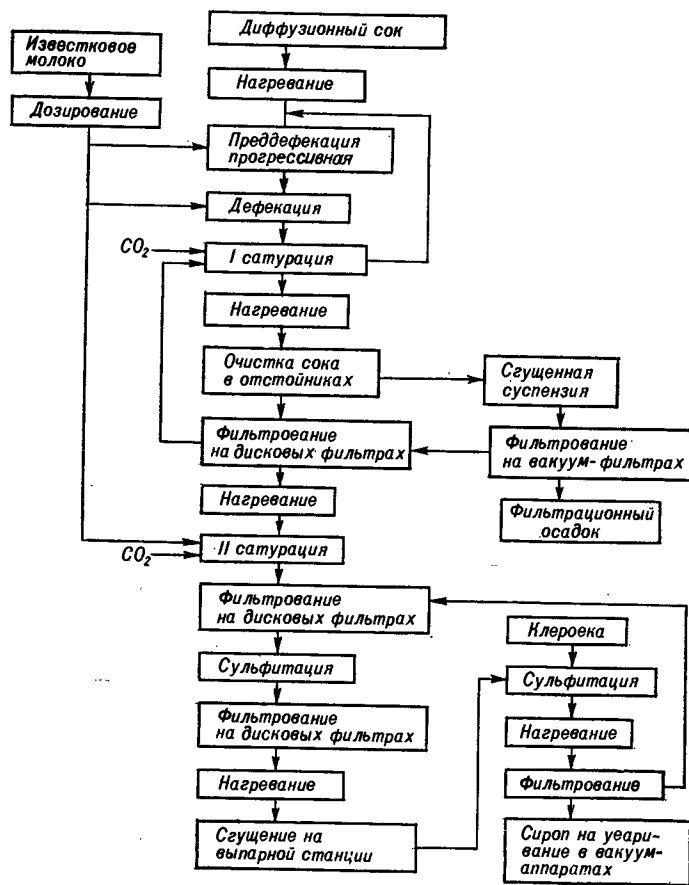 Диффузионный сок
Известковое
молоко
Нагревание
Дозирование
Преддефекация
прогрессивная
Дефекация
CO2
I сатурация
Нагревание
Очистка сока
в отстойниках
Сгущенная
суспензия
Фильтрование
на дисковых фильтрах
Фильтрование
на вакуум-фильтрах
Нагревание
Фильтрационный
осадок
CO2
II сатурация
Фильтрование
на дисковых фильтрах
Клероека
Сульфитация
Сульфитация
Фильтрование
на дисковых фильтрах
Нагревание
Нагревание
Фильтрование
Сгущение на
выпарной станции
Сироп на уеари-
вание в вакуум-
аппаратах